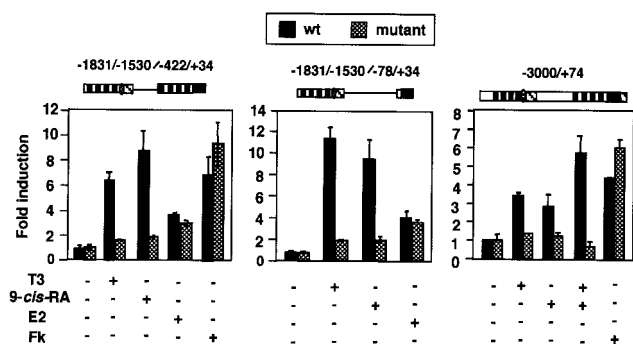 wt mutant
-1831/-1530 -422/+34 -1831/-1530 -78/+34 -3000/+74
Fold induction
12 10 8 6 4 2 0
14 12 10 8 6 4 2 0
8 7 6 5 4 3 2 1 0
T3 - + - - - - + - - - + - + -
9-cis-RA - - + - - - - + - - - + + -
E2 - - - + - - - - + - - - - -
Fk - - - - + - - - - - - - - +